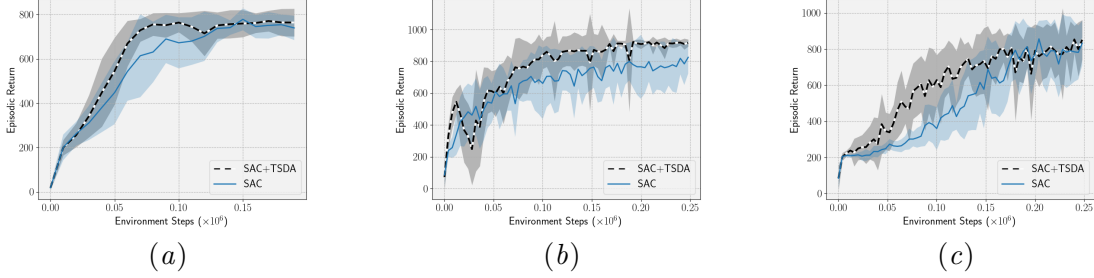 800
600
400
200
0
Episodic Return
0.00
0.05
0.10
0.15
Environment Steps (×10⁶)
SAC+TSDA
SAC
(a)
1000
800
600
400
200
0
Episodic Return
0.00
0.05
0.10
0.15
0.20
0.25
Environment Steps (×10⁶)
SAC+TSDA
SAC
(b)
1000
800
600
400
200
0
Episodic Return
0.00
0.05
0.10
0.15
0.20
0.25
Environment Steps (×10⁶)
SAC+TSDA
SAC
(c)